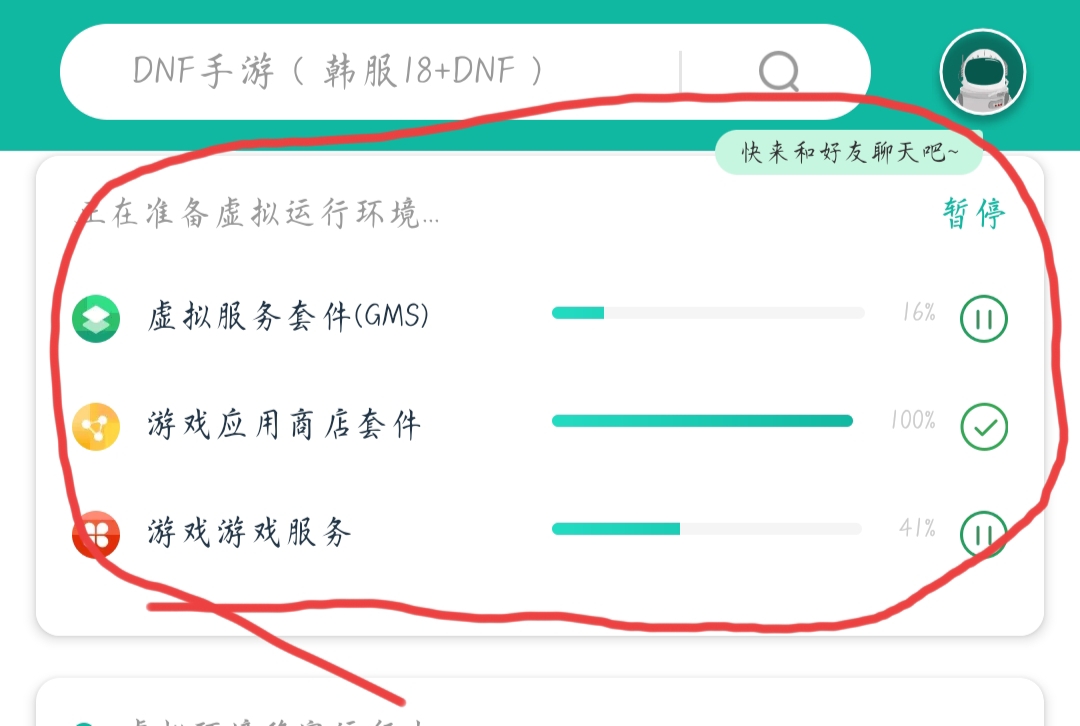 DNF手游（韩服18+DNF）
快来和好友聊天吧~
正在准备虚拟运行环境...
暂停
虚拟服务套件(GMS)
16%
游戏应用商店套件
100%
游戏游戏服务
41%